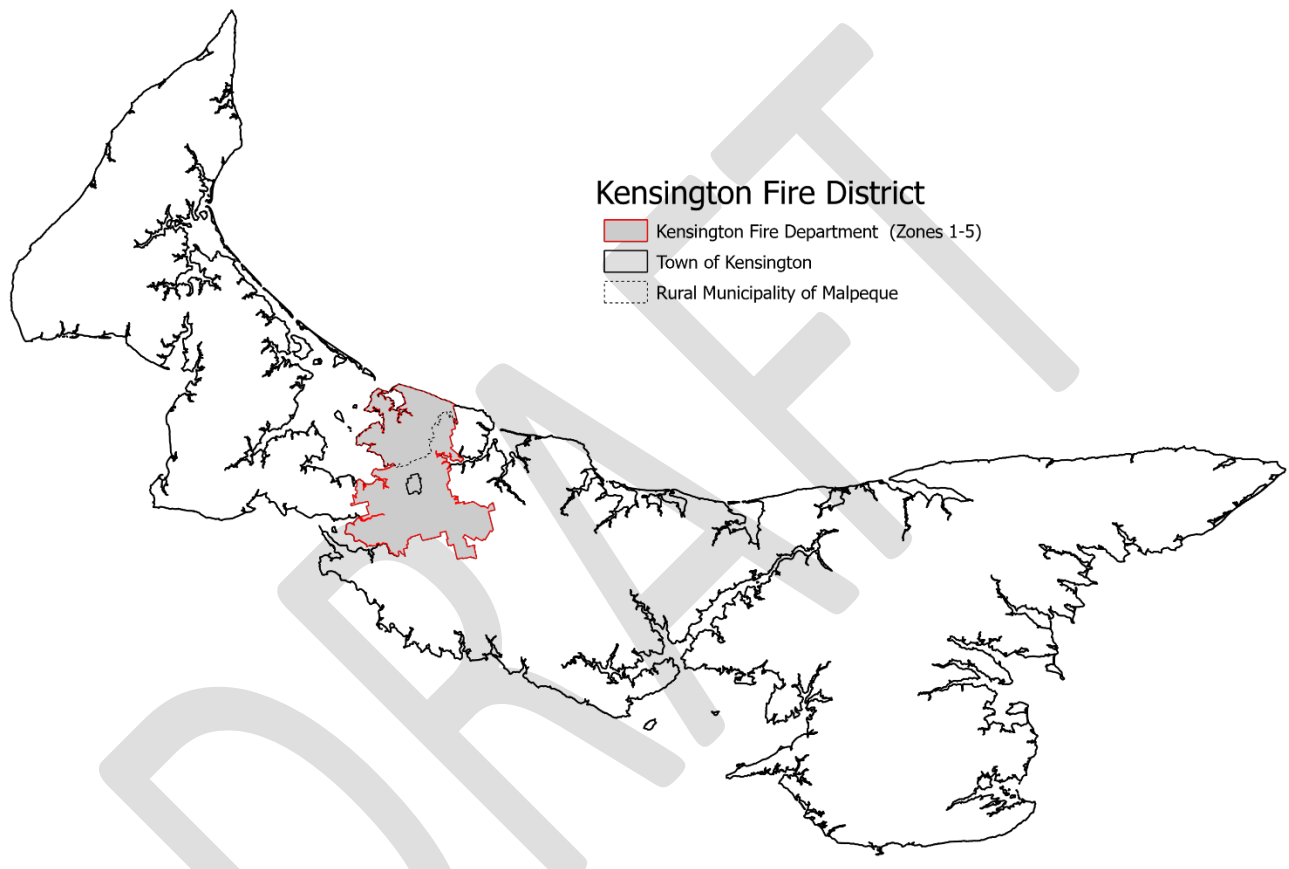 Kensington Fire District
Kensington Fire Department (Zones 1-5)
Town of Kensington
Rural Municipality of Malpeque
DRAFT